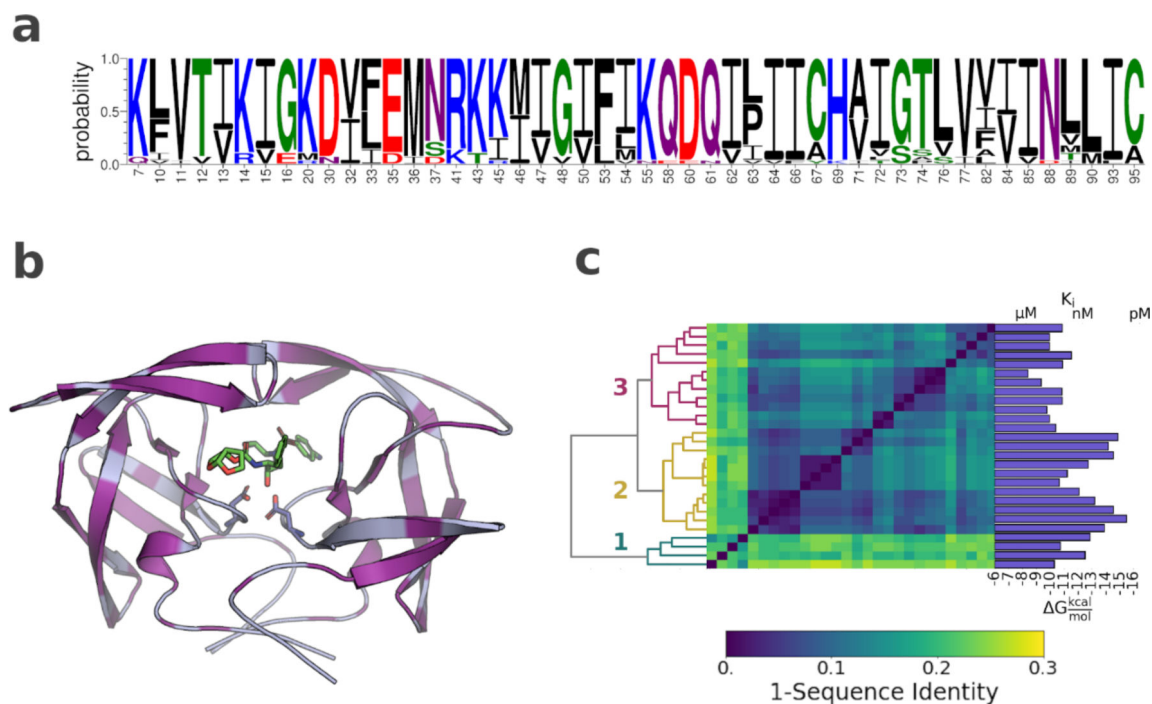 a
probability
1.0
0.5
0.0
K L V T I K I G K D V F E M N R K K M I G I F I K Q D Q I L I I C H A I G T L V V V I N L L I C
7 10 11 12 13 14 15 16 20 30 32 33 35 36 37 41 43 45 46 47 48 50 53 54 55 58 60 61 62 63 64 66 67 69 71 72 73 74 76 77 82 84 85 88 89 90 93 95
b
c
K_i
μM nM pM
3
2
1
-6 -7 -8 -9 -10 -11 -12 -13 -14 -15 -16
ΔG kcal/mol
0. 0.1 0.2 0.3
1-Sequence Identity